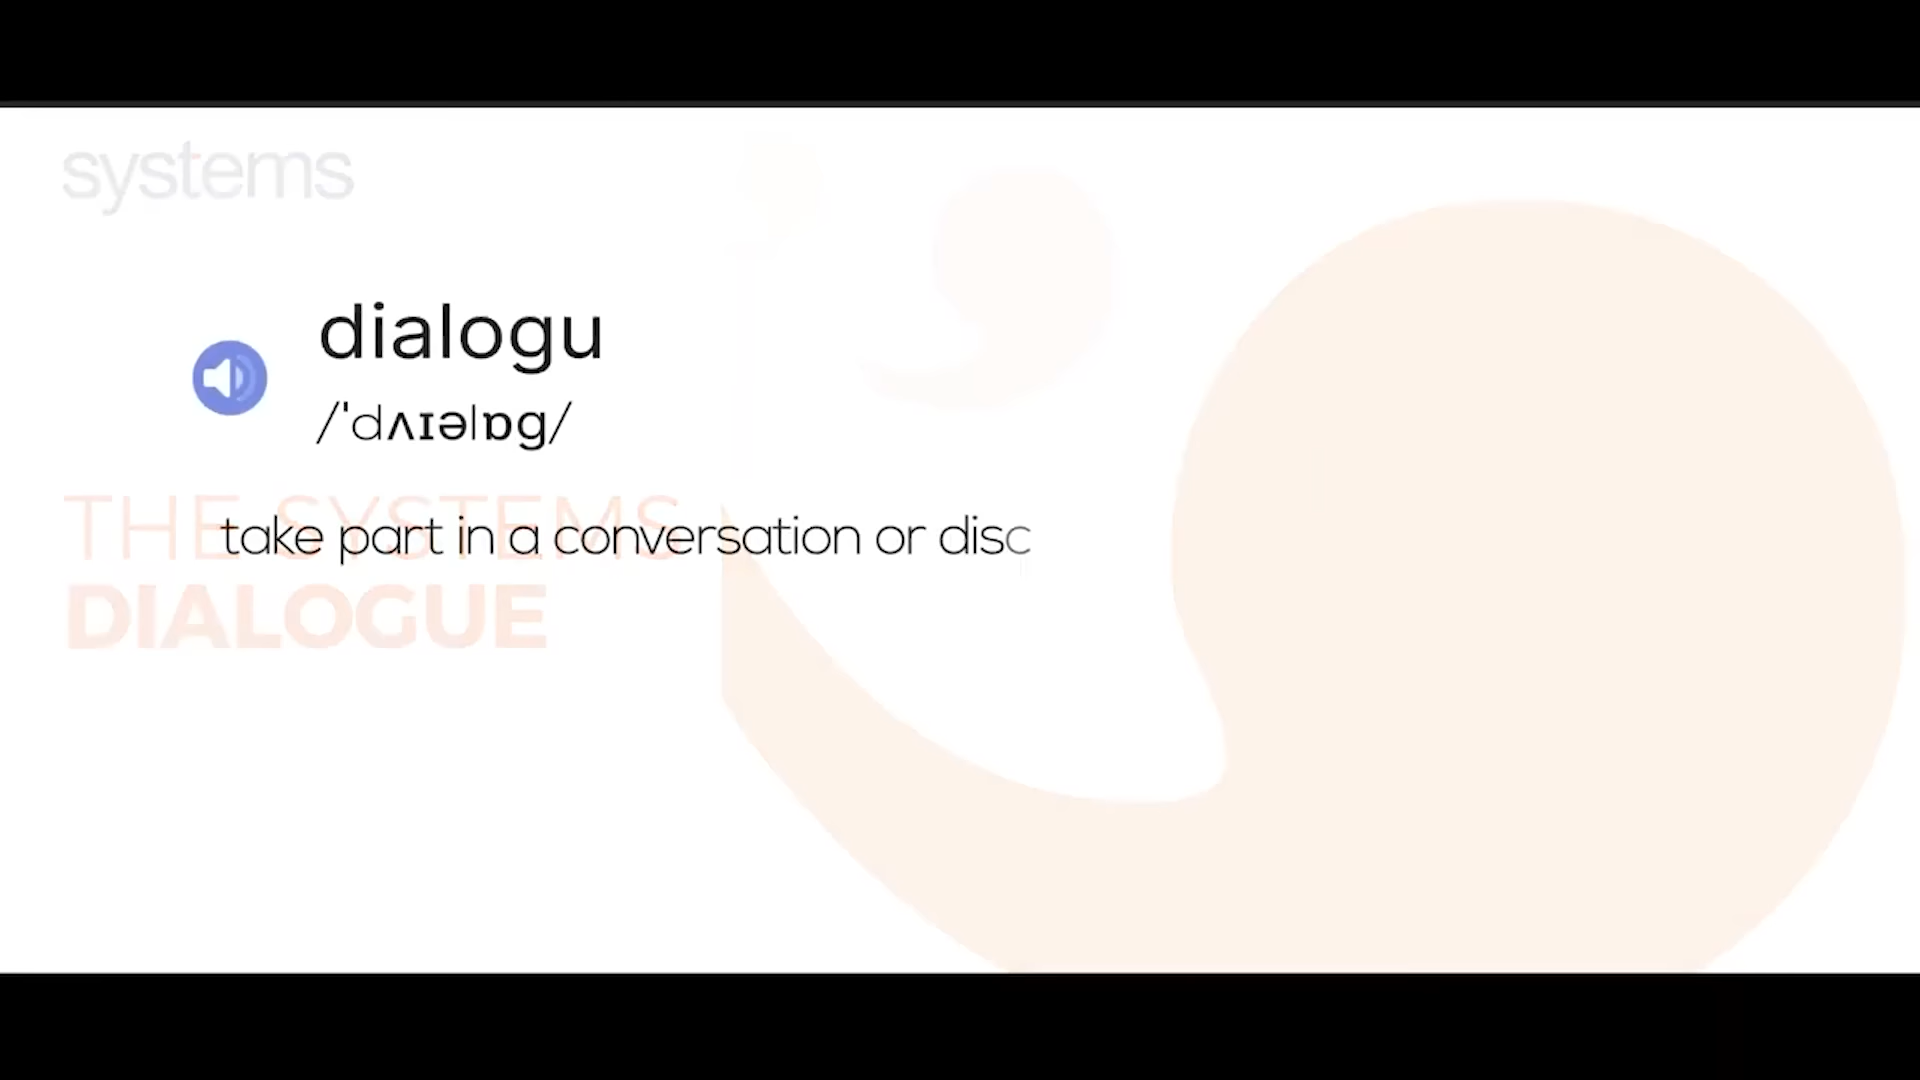 systems
dialogu
/ˈdʌɪəlɒg/
THE SYSTEMS
take part in a conversation or disc
DIALOGUE